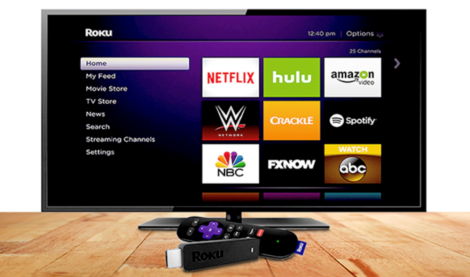 Roku
12:40 pm | Options
25 Channels
Home
My Feed
Movie Store
TV Store
News
Search
Streaming Channels
Settings
NETFLIX
hulu
amazon
video
W
NETWORK
CRACKLE
Spotify
NBC
FXNOW
WATCH
abc
ROKU